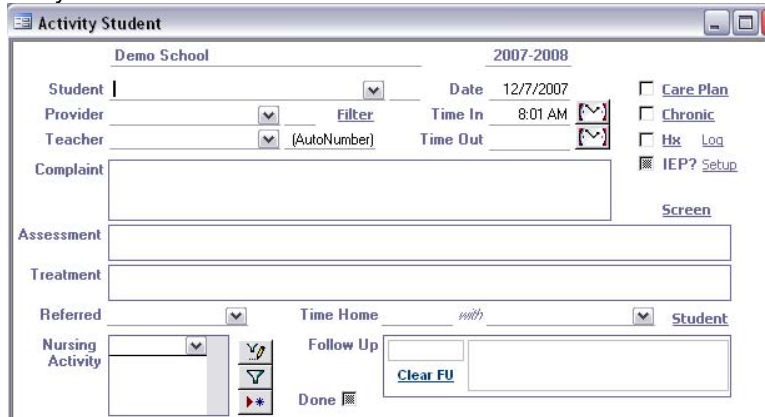 Activity Student
Demo School 2007-2008
Student Date 12/7/2007 Care Plan
Provider Filter Time In 8:01 AM Chronic
Teacher (AutoNumber) Time Out Hx Log
Complaint IEP? Setup
Screen
Assessment
Treatment
Referred Time Home with Student
Nursing Activity Follow Up
Clear FU
Done